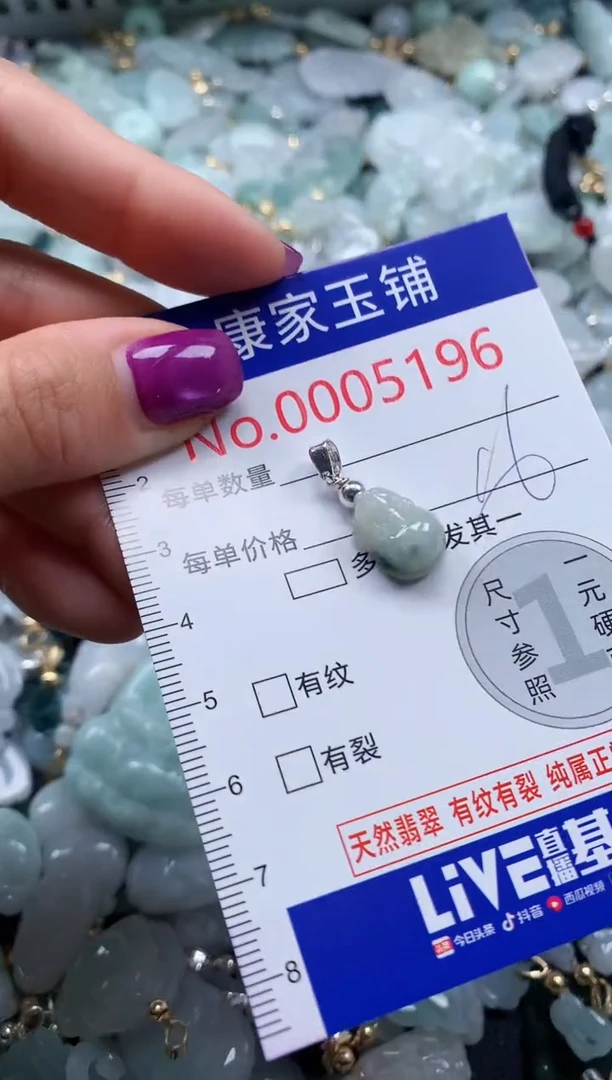 康家玉铺
No.0005196
2
每单数量
3
每单价格
多
发其一
4
尺寸参照
1
一元硬
5
有纹
有裂
6
天然翡翠 有纹有裂 纯属正
7
LiVE直播基
头条 今日头条 抖音 西瓜视频
8